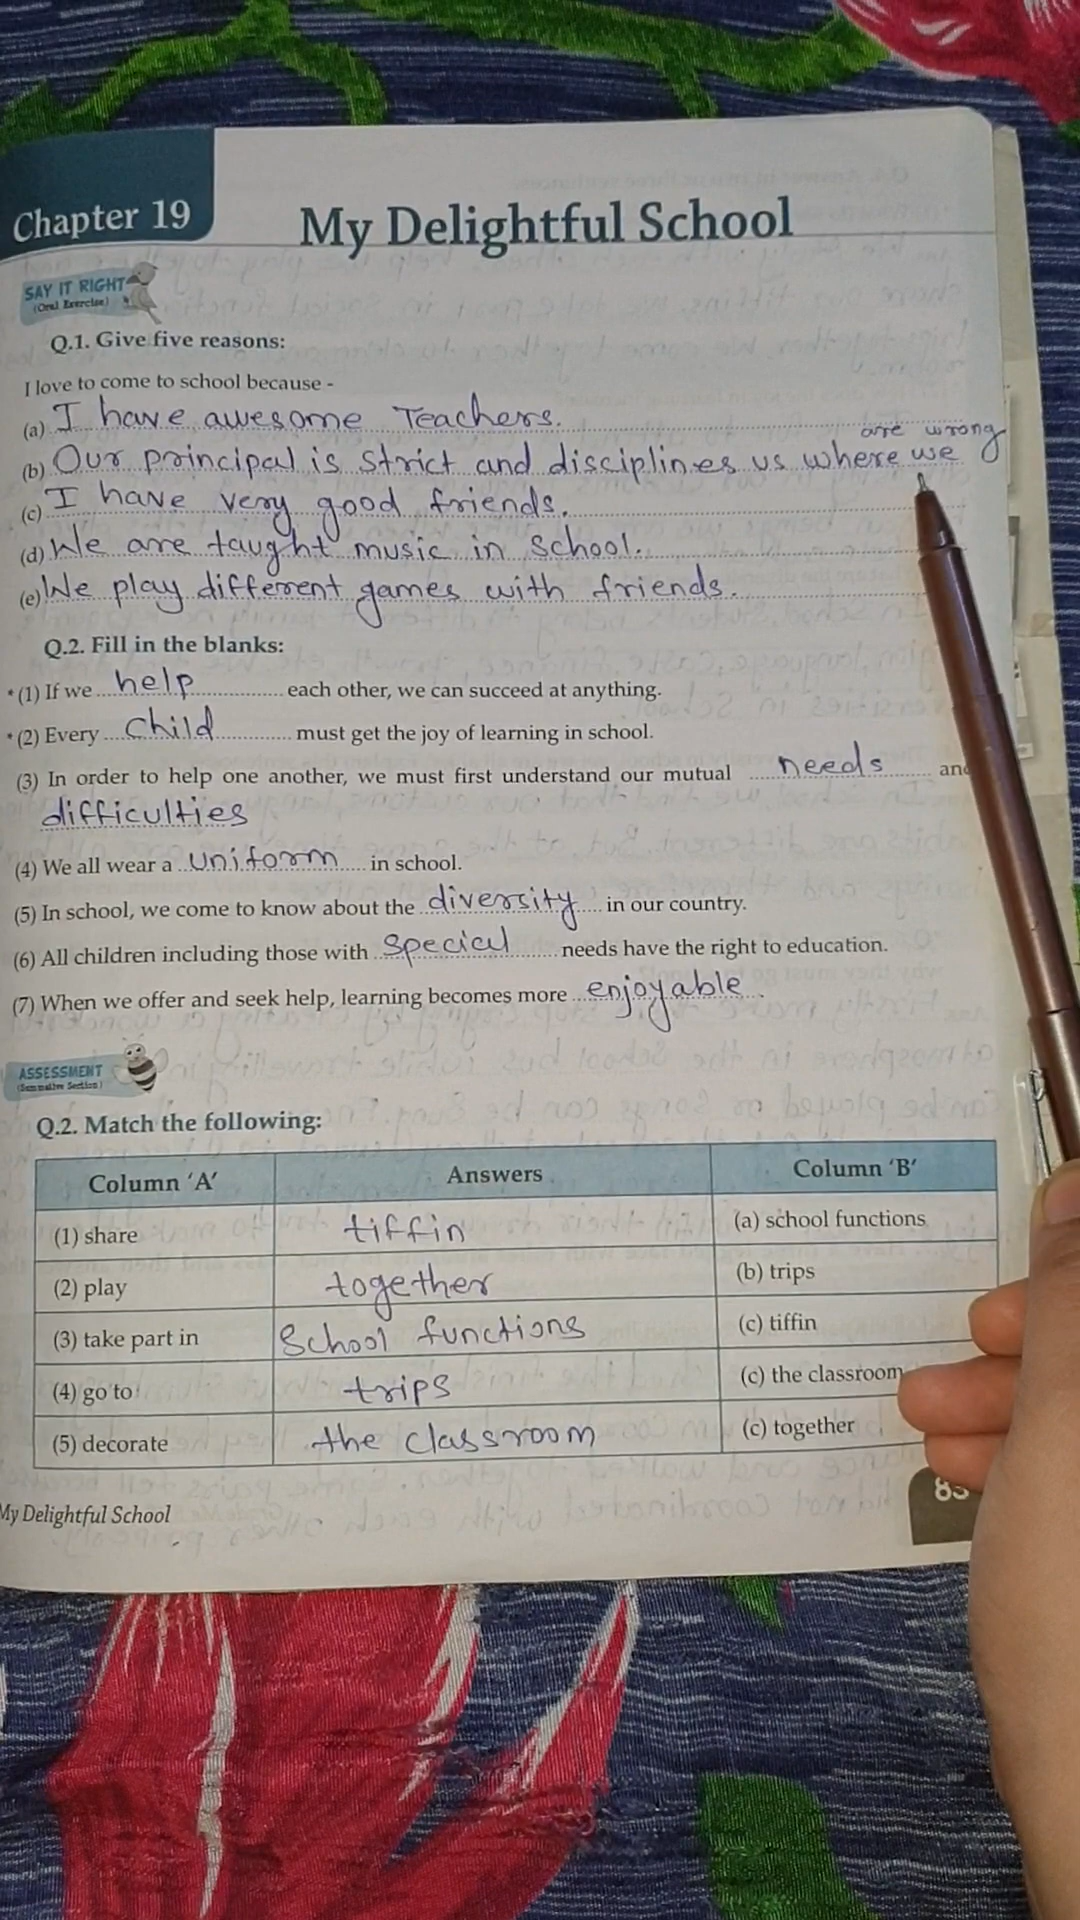 Chapter 19
My Delightful School
SAY IT RIGHT
(Oral Exercise)
Q.1. Give five reasons:
I love to come to school because -
(a) I have awesome Teachers.
are wrong
(b) Our principal is strict and disciplines us where we
(c) I have very good friends.
(d) We are taught music in school.
(e) We play different games with friends.
Q.2. Fill in the blanks:
*(1) If we help each other, we can succeed at anything.
*(2) Every child must get the joy of learning in school.
(3) In order to help one another, we must first understand our mutual needs and
difficulties
(4) We all wear a uniform in school.
(5) In school, we come to know about the diversity in our country.
(6) All children including those with special needs have the right to education.
(7) When we offer and seek help, learning becomes more enjoyable.
ASSESSMENT
(Summative Section)
Q.2. Match the following:
Column 'A' Answers Column 'B'
(1) share tiffin (a) school functions
(2) play together (b) trips
(3) take part in School functions (c) tiffin
(4) go to trips (c) the classroom
(5) decorate the classroom (c) together
My Delightful School